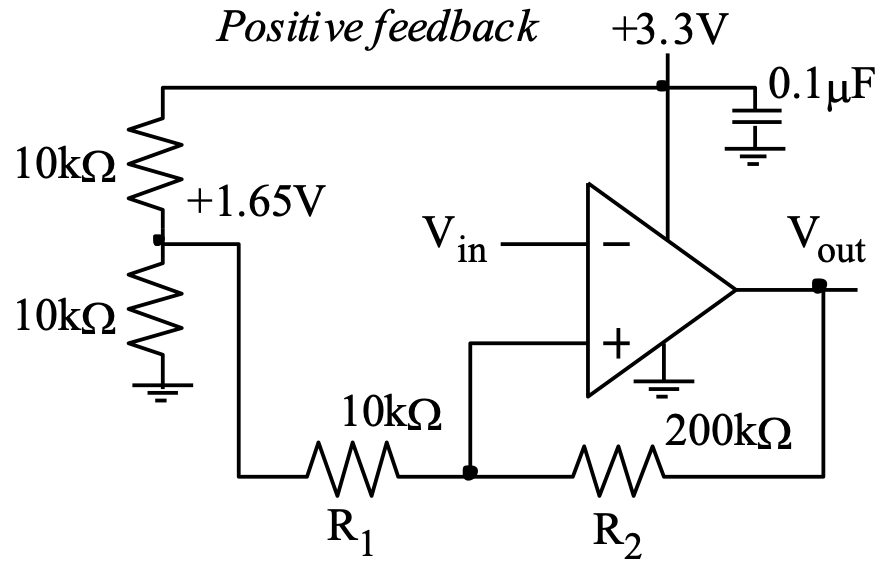 Positive feedback
+3.3V
0.1µF
10kΩ
+1.65V
V_in
V_out
10kΩ
−
+
10kΩ
200kΩ
R_1
R_2